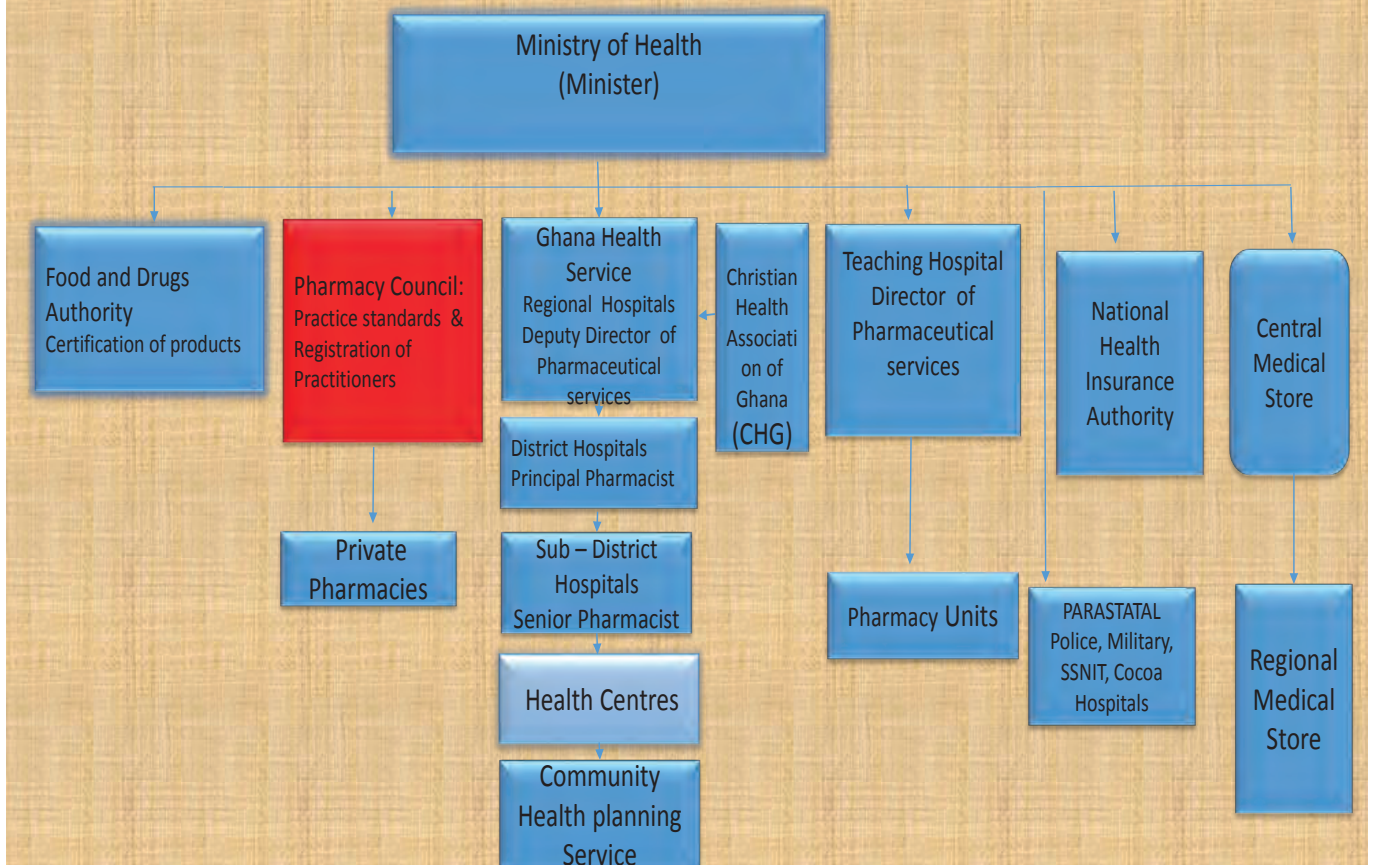 Ministry of Health
(Minister)
Food and Drugs
Authority
Certification of products
Pharmacy Council:
Practice standards &
Registration of
Practitioners
Private
Pharmacies
Ghana Health
Service
Regional Hospitals
Deputy Director of
Pharmaceutical
services
District Hospitals
Principal Pharmacist
Sub – District
Hospitals
Senior Pharmacist
Health Centres
Community
Health planning
Service
Christian
Health
Associati
on of
Ghana
(CHG)
Teaching Hospital
Director of
Pharmaceutical
services
Pharmacy Units
PARASTATAL
Police, Military,
SSNIT, Cocoa
Hospitals
National
Health
Insurance
Authority
Central
Medical
Store
Regional
Medical
Store